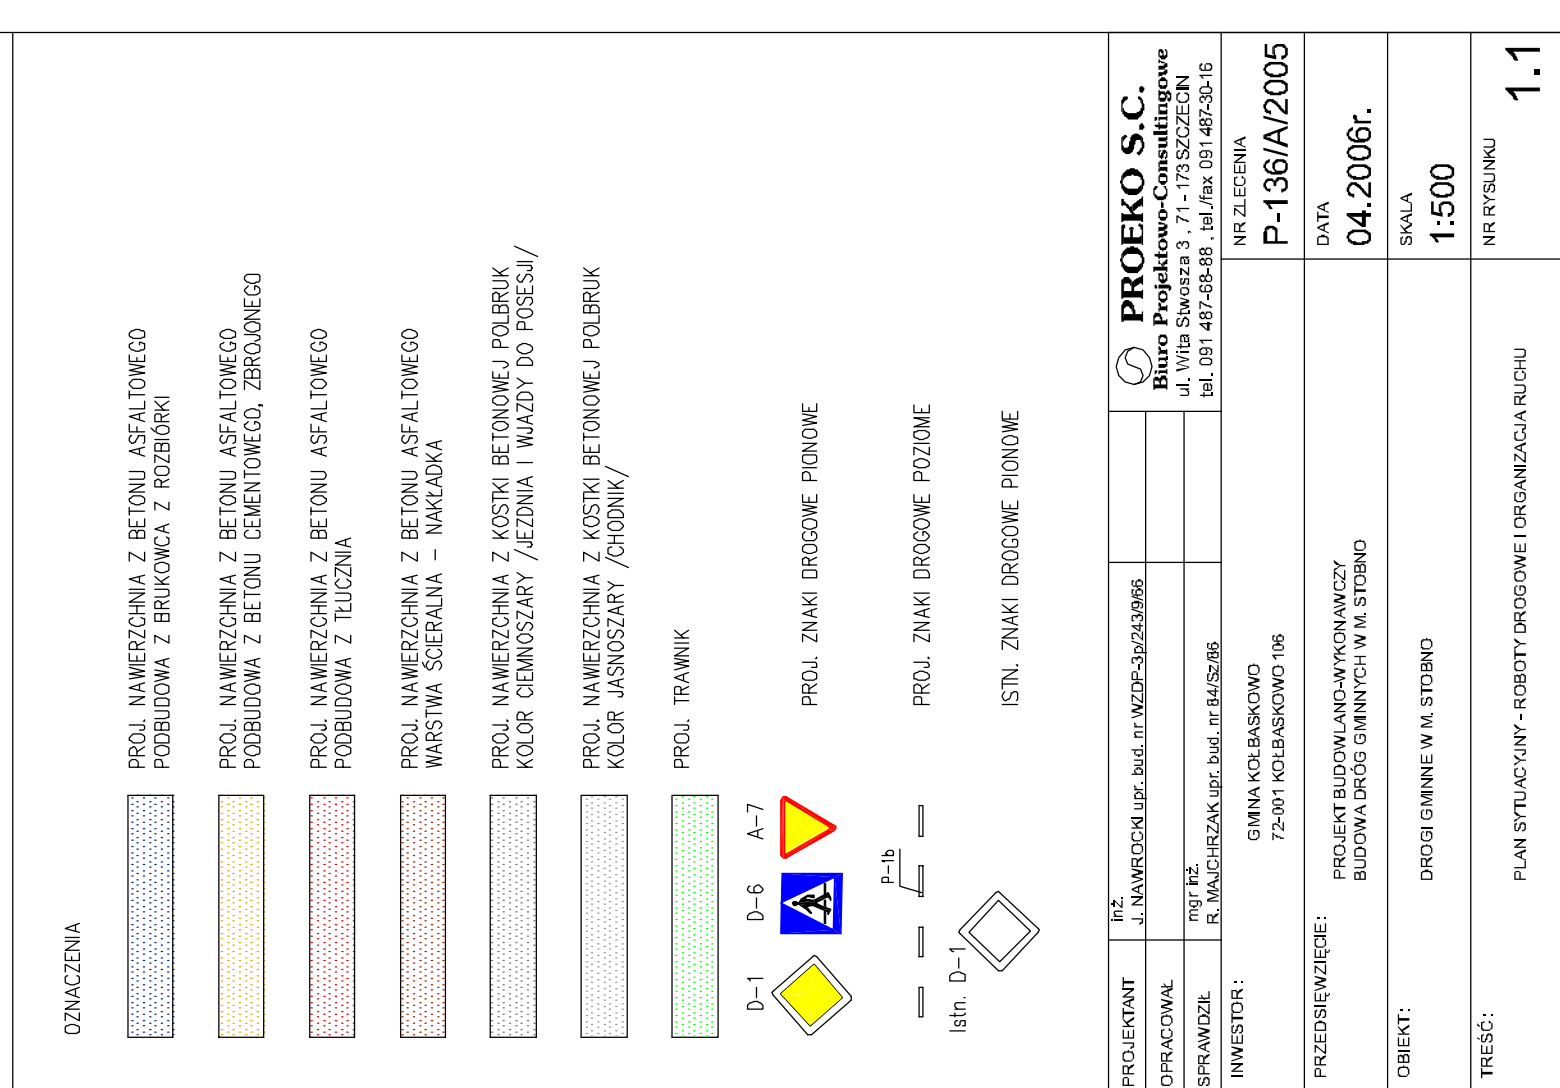 OZNACZENIA
PROJ. NAWIERZCHNIA Z BETONU ASFALTOWEGO
PODBUDOWA Z BRUKOWCA Z ROZBIÓRKI
PROJ. NAWIERZCHNIA Z BETONU ASFALTOWEGO
PODBUDOWA Z BETONU CEMENTOWEGO, ZBROJONEGO
PROJ. NAWIERZCHNIA Z BETONU ASFALTOWEGO
PODBUDOWA Z TŁUCZNIA
PROJ. NAWIERZCHNIA Z BETONU ASFALTOWEGO
WARSTWA ŚCIERALNA - NAKŁADKA
PROJ. NAWIERZCHNIA Z KOSTKI BETONOWEJ POLBRUK
KOLOR CIEMNOSZARY /JEZDNIA I WJAZDY DO POSESJI/
PROJ. NAWIERZCHNIA Z KOSTKI BETONOWEJ POLBRUK
KOLOR JASNOSZARY /CHODNIK/
PROJ. TRAWNIK
D-1 D-6 A-7
PROJ. ZNAKI DROGOWE PIONOWE
P-1b
PROJ. ZNAKI DROGOWE POZIOME
Istn. D-1
ISTN. ZNAKI DROGOWE PIONOWE
PROJEKTANT
inż.
J. NAWROCKI upr. bud. nr WZDP-3p/243/9/66
OPRACOWAŁ
SPRAWDZIŁ
mgr inż.
R. MAJCHRZAK upr. bud. nr 84/Sz/86
PROEKO S.C.
Biuro Projektowo-Consultingowe
ul. Wita Stwosza 3 , 71-173 SZCZECIN
tel. 091 487-68-88 , tel./fax 091 487-30-16
INWESTOR:
GMINA KOŁBASKOWO
72-001 KOŁBASKOWO 106
NR ZLECENIA
P-136/A/2005
PRZEDSIĘWZIĘCIE:
PROJEKT BUDOWLANO-WYKONAWCZY
BUDOWA DRÓG GMINNYCH W M. STOBNO
DATA
04.2006r.
OBIEKT:
DROGI GMINNE W M. STOBNO
SKALA
1:500
TREŚĆ:
PLAN SYTUACYJNY - ROBOTY DROGOWE I ORGANIZACJA RUCHU
NR RYSUNKU
1.1